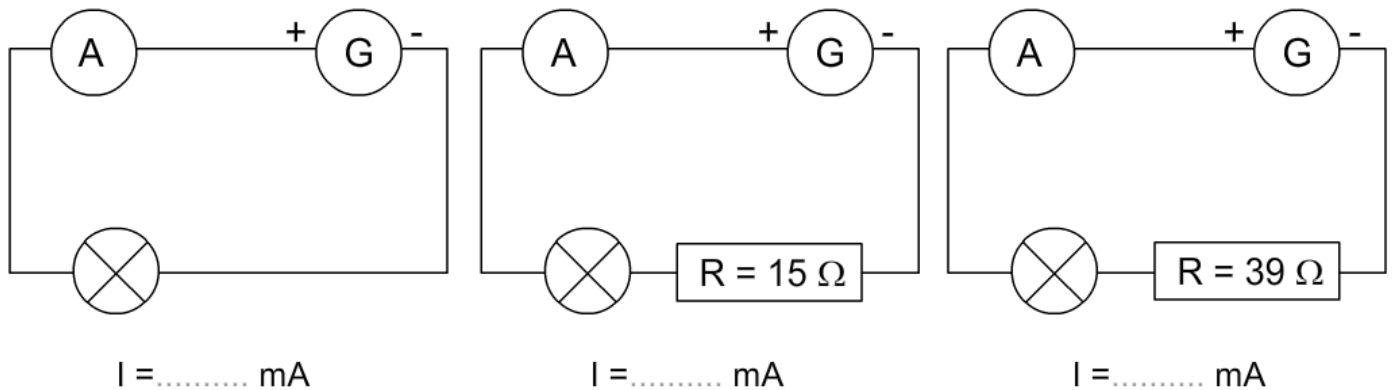 A + G - A + G - A + G -
R = 15 Ω R = 39 Ω
I =.......... mA I =.......... mA I =.......... mA